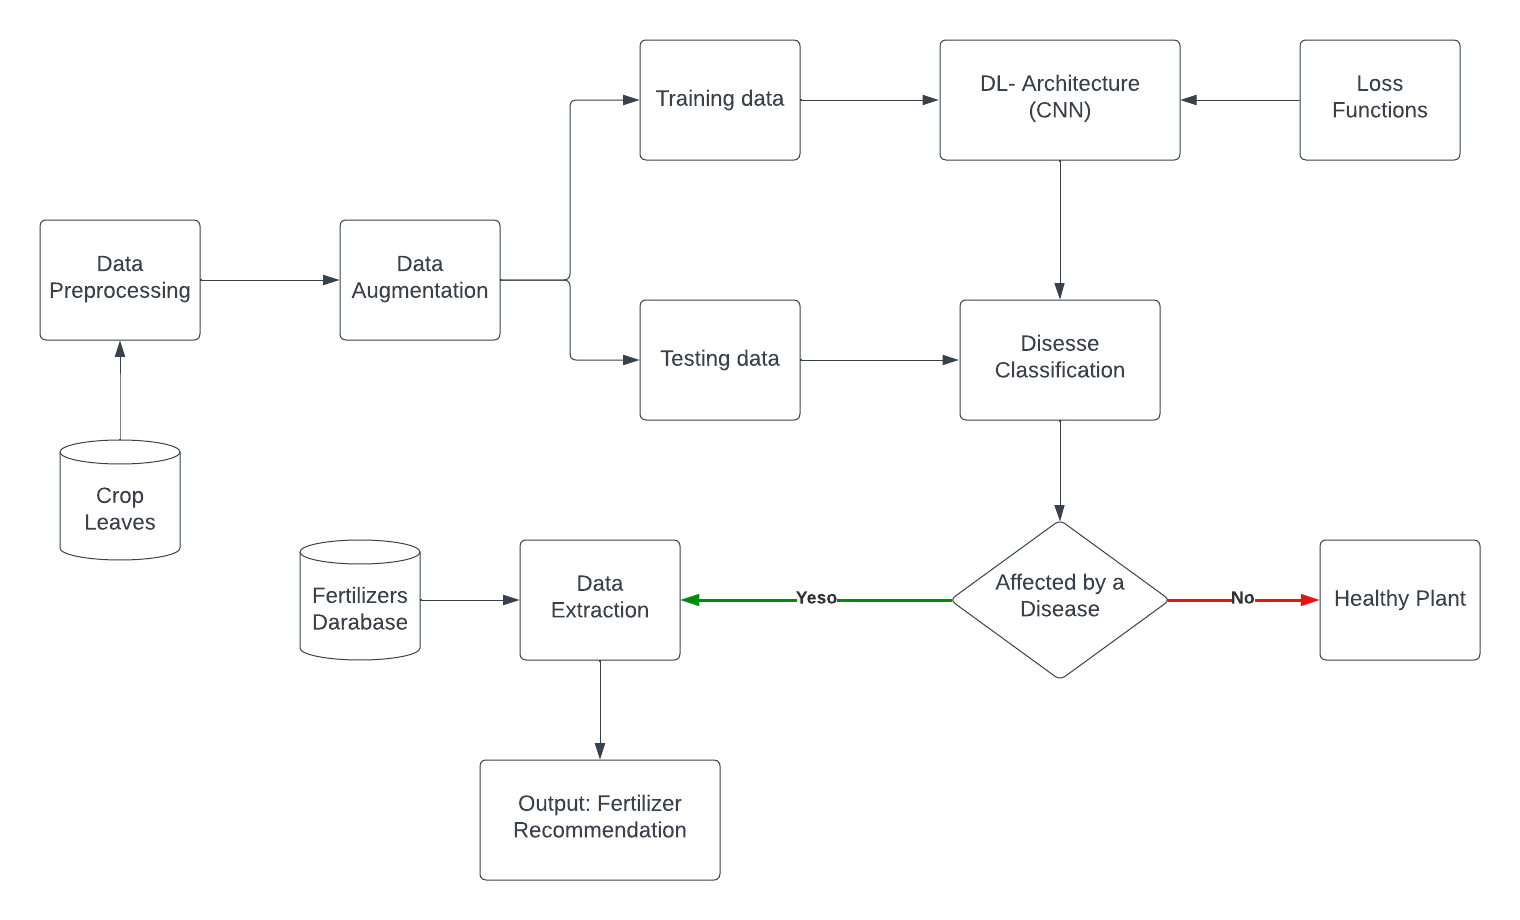 Training data
DL- Architecture
(CNN)
Loss
Functions
Data
Preprocessing
Data
Augmentation
Testing data
Disesse
Classification
Crop
Leaves
Fertilizers
Darabase
Data
Extraction
Yeso
Affected by a
Disease
No
Healthy Plant
Output: Fertilizer
Recommendation